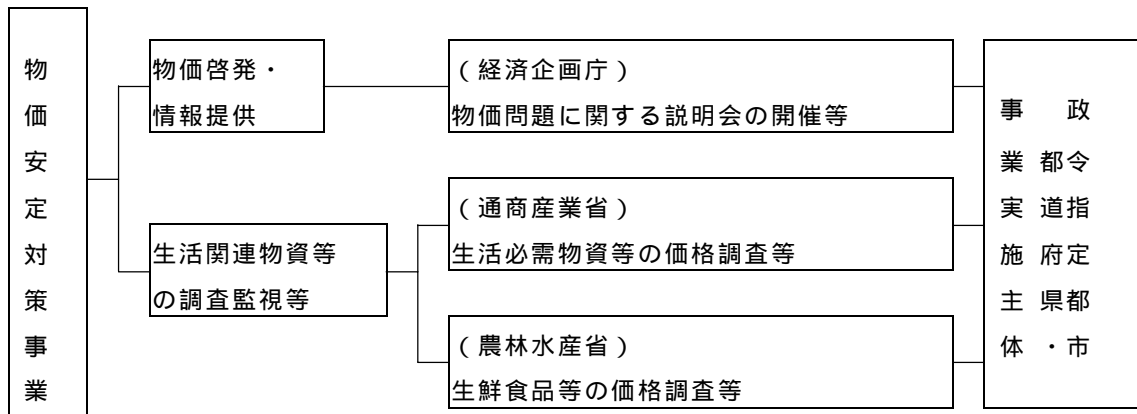 物価安定対策事業
物価啓発・
情報提供
(経済企画庁)
物価問題に関する説明会の開催等
生活関連物資等
の調査監視等
(通商産業省)
生活必需物資等の価格調査等
(農林水産省)
生鮮食品等の価格調査等
事業実施主体
都道府県・
政令指定都市